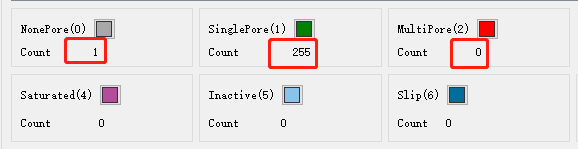 NonePore(0) SinglePore(1) MultiPore(2)
Count 1 Count 255 Count 0
Saturated(4) Inactive(5) Slip(6)
Count 0 Count 0 Count 0